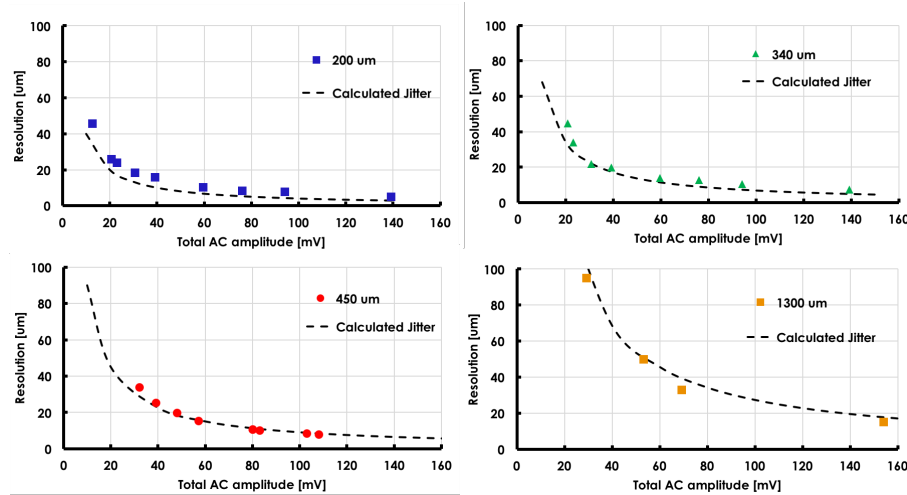 100
80
60
40
20
0
0 20 40 60 80 100 120 140 160
Resolution [um]
Total AC amplitude [mV]
200 um
Calculated Jitter
100
80
60
40
20
0
0 20 40 60 80 100 120 140 160
Resolution [um]
Total AC amplitude [mV]
340 um
Calculated Jitter
100
80
60
40
20
0
0 20 40 60 80 100 120 140 160
Resolution [um]
Total AC amplitude [mV]
450 um
Calculated Jitter
100
80
60
40
20
0
0 20 40 60 80 100 120 140 160
Resolution [um]
Total AC amplitude [mV]
1300 um
Calculated Jitter